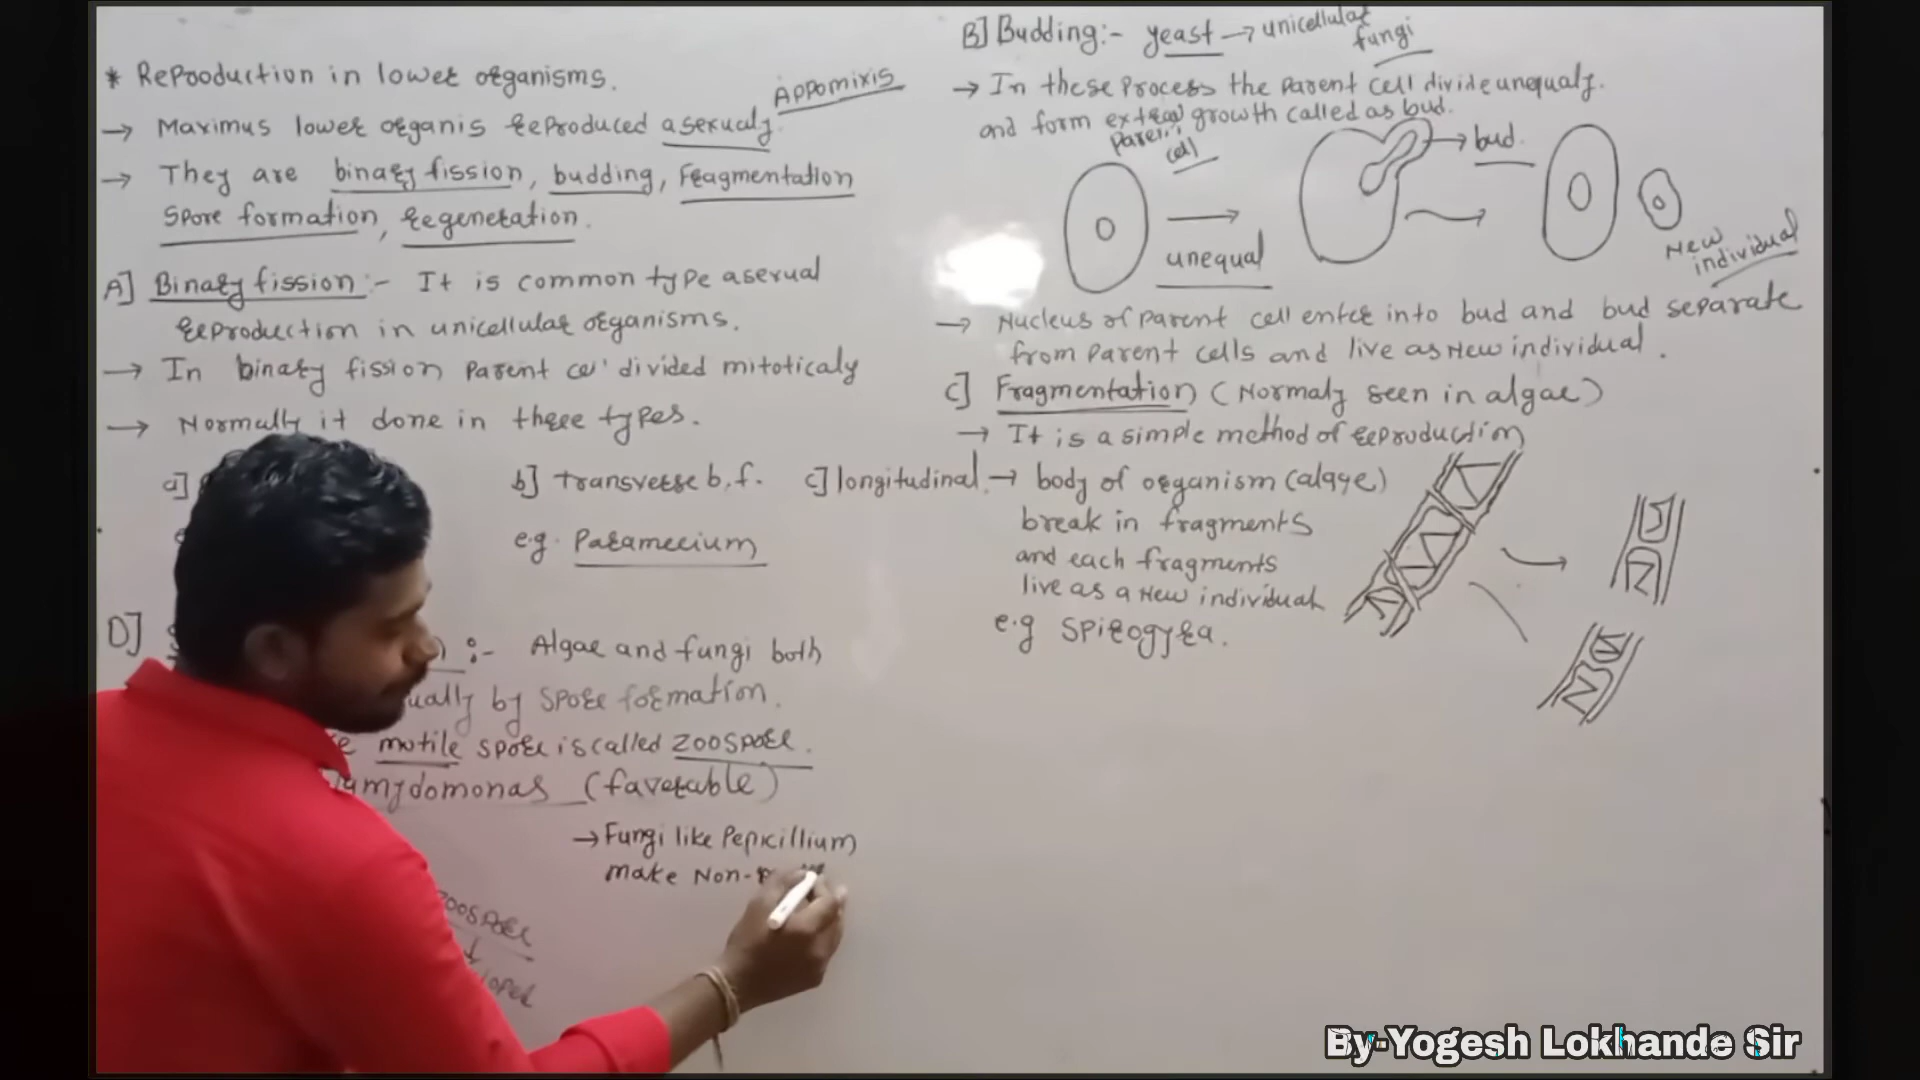 * Repooduction in lower organisms.
Appomixis
→ Maximus lower organis reproduced asexualy.
→ They are binary fission, budding, Fragmentation
Spore formation, regeneration.
A] Binary fission :- It is common type asexual
reproduction in unicellular organisms.
→ In binary fission parent ce divided mitoticaly
→ Normally it done in three types.
a]
b] transverse b.f.
c] longitudinal
e.g. Paramecium
D] :- Algae and fungi both
ually by spore formation.
motile spore is called zoospore.
amydomonas (faverable)
→ Fungi like Pepicillium
make Non-
zoospore
↓
B] Budding :- yeast → unicellular
fungi
→ In these process the parent cell divide unequaly.
and form extra growth called as bud.
Parent
cell
→ bud.
unequal
New
individual
→ Nucleus of parent cell enter into bud and bud separate
from parent cells and live as New individual.
c] Fragmentation (Normaly seen in algae)
→ It is a simple method of reproduction
→ body of organism (algye)
break in fragments
and each fragments
live as a New individual
e.g Spirogyra.
By-Yogesh Lokhande Sir